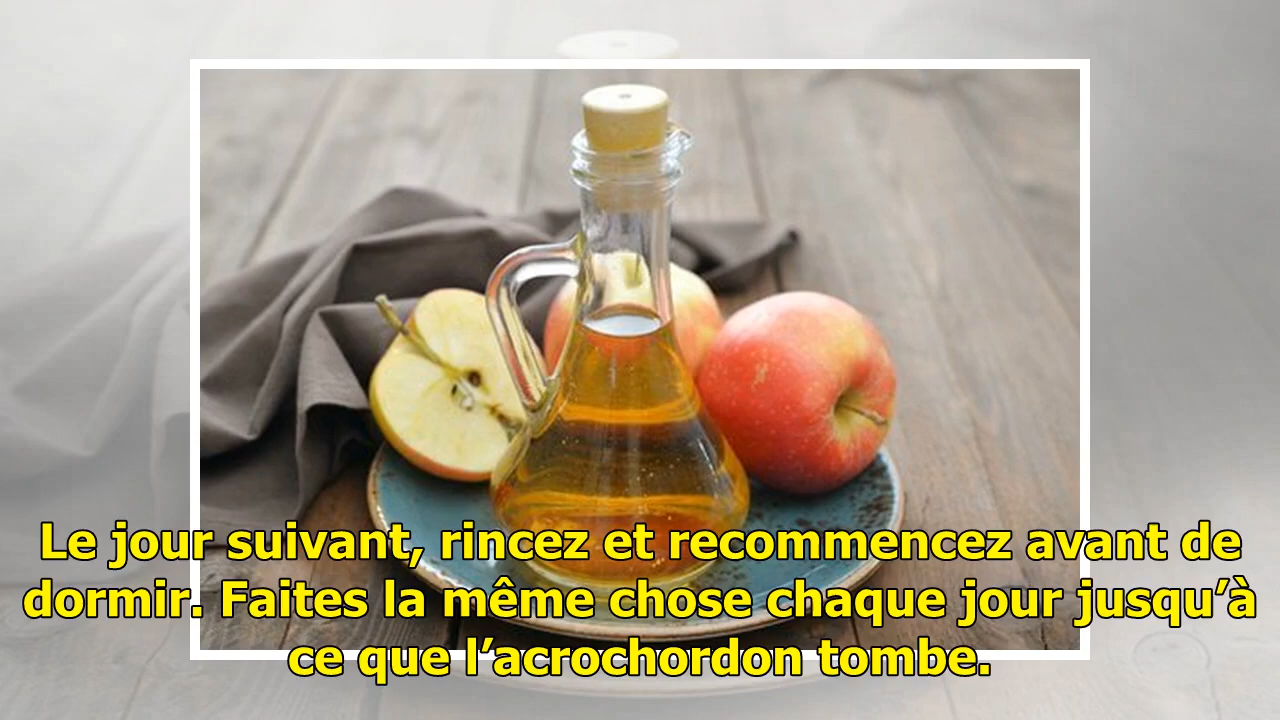 Le jour suivant, rincez et recommencez avant de
dormir. Faites la même chose chaque jour jusqu’à
ce que l’acrochordon tombe.